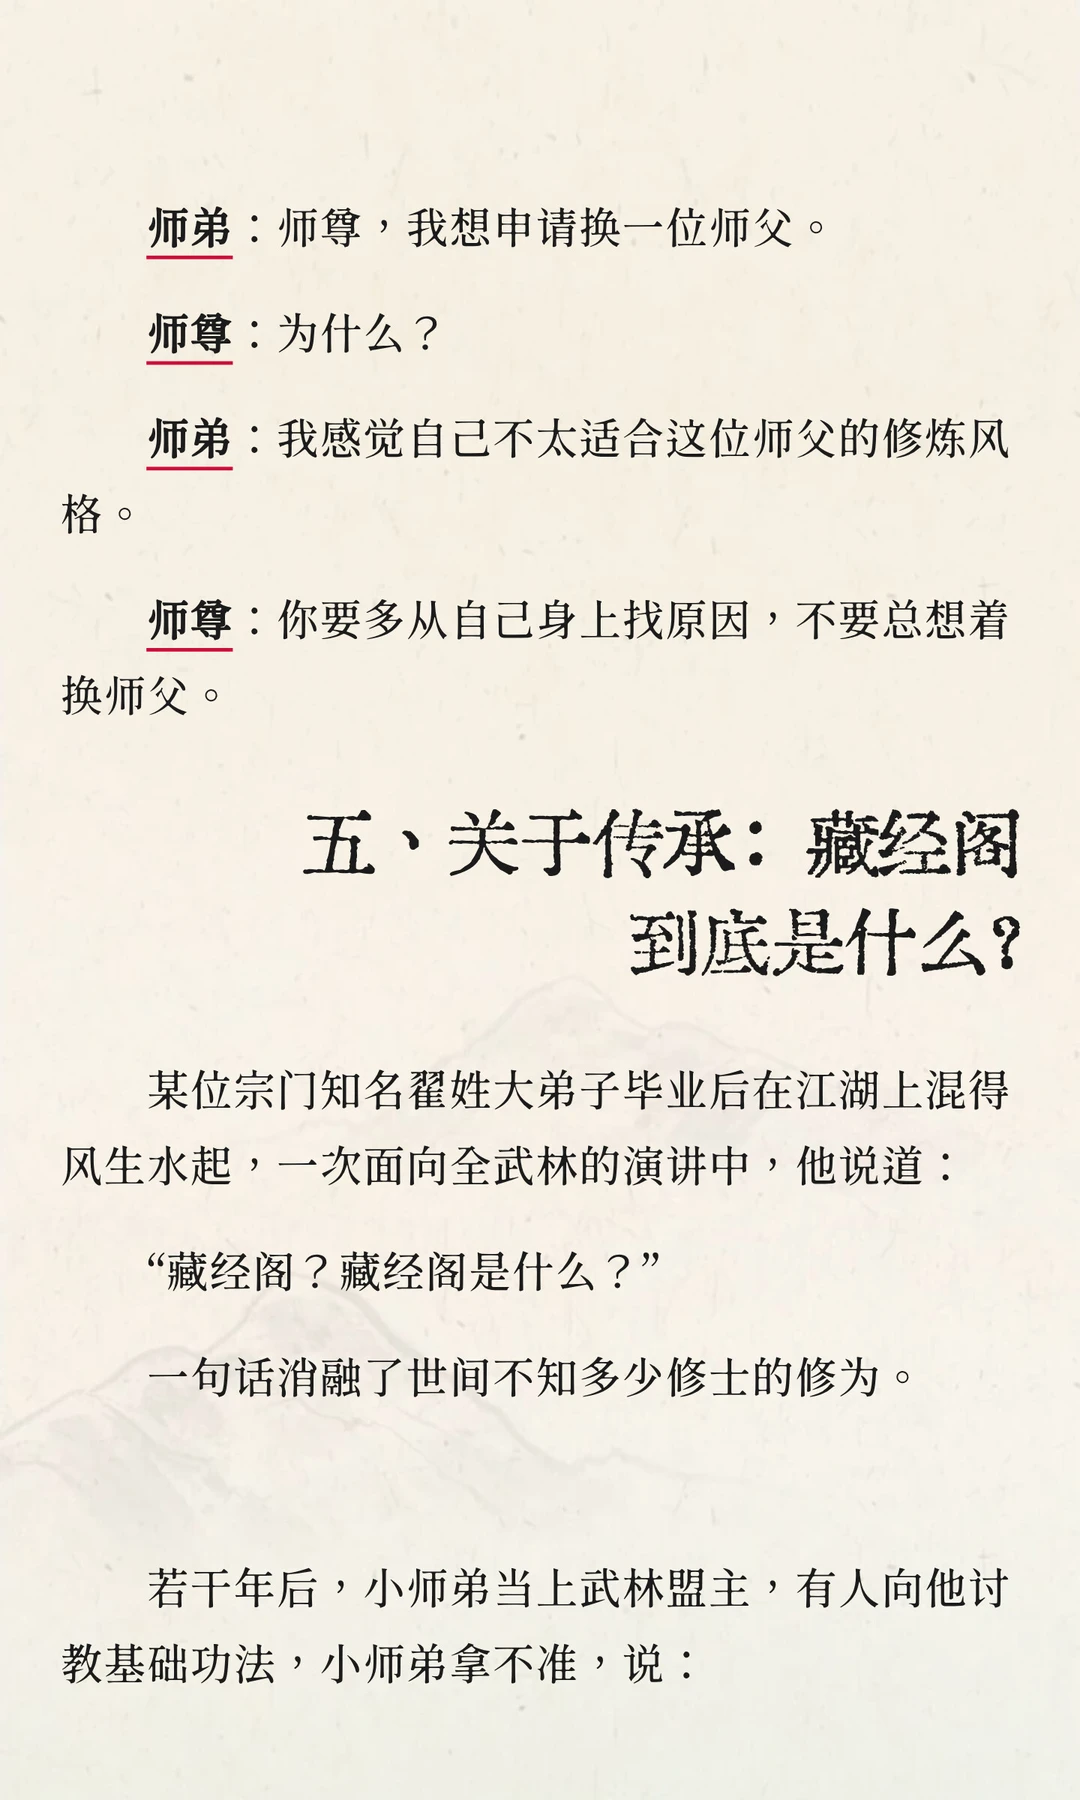 师弟：师尊，我想申请换一位师父。
师尊：为什么？
师弟：我感觉自己不太适合这位师父的修炼风
格。
师尊：你要多从自己身上找原因，不要总想着
换师父。
五、关于传承：藏经阁
到底是什么？
某位宗门知名翟姓大弟子毕业后在江湖上混得
风生水起，一次面向全武林的演讲中，他说道：
“藏经阁？藏经阁是什么？”
一句话消融了世间不知多少修士的修为。
若干年后，小师弟当上武林盟主，有人向他讨
教基础功法，小师弟拿不准，说：